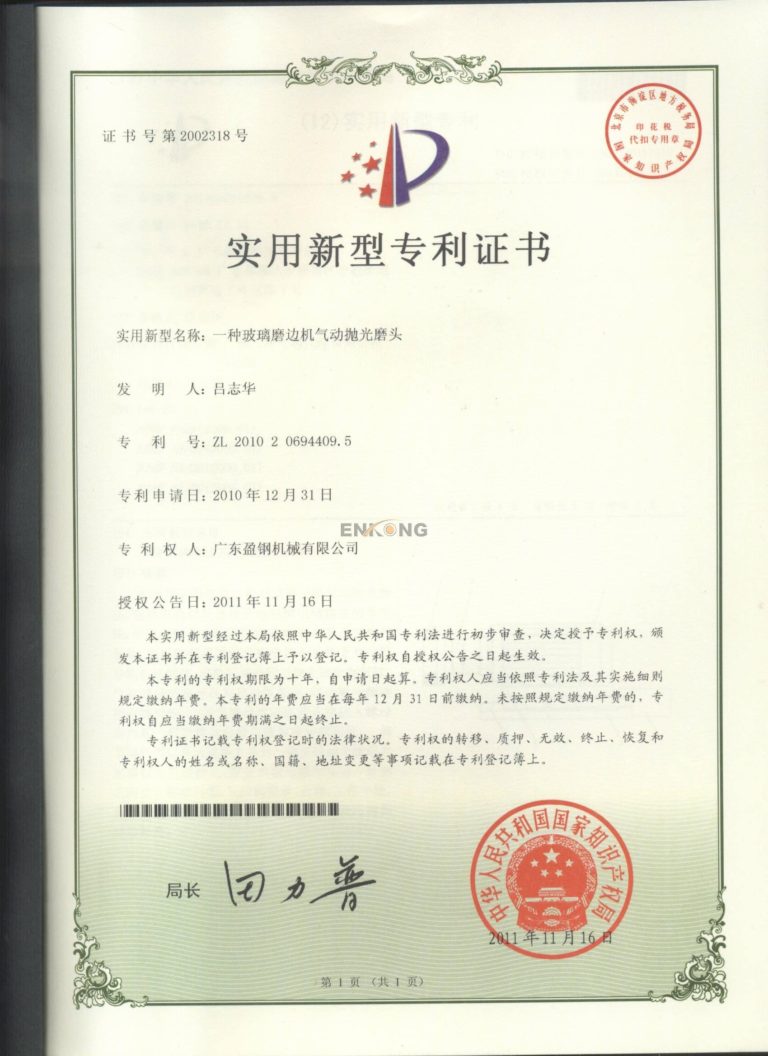 证书号第2002318号
北京市海淀区地方税务局
印花税
代扣专用章
国家知识产权局
实用新型专利证书
实用新型名称：一种玻璃磨边机气动抛光磨头
发明人：吕志华
专利号：ZL 2010 2 0694409.5
专利申请日：2010年12月31日
ENKONG
专利权人：广东盈钢机械有限公司
授权公告日：2011年11月16日
本实用新型经过本局依照中华人民共和国专利法进行初步审查，决定授予专利权，颁
发本证书并在专利登记簿上予以登记。专利权自授权公告之日起生效。
本专利的专利权期限为十年，自申请日起算。专利权人应当依照专利法及其实施细则
规定缴纳年费。本专利的年费应当在每年12月31日前缴纳。未按照规定缴纳年费的，专
利权自应当缴纳年费期满之日起终止。
专利证书记载专利权登记时的法律状况。专利权的转移、质押、无效、终止、恢复和
专利权人的姓名或名称、国籍、地址变更等事项记载在专利登记簿上。
局长 田力普
中华人民共和国国家知识产权局
2011年11月16日
第1页（共1页）